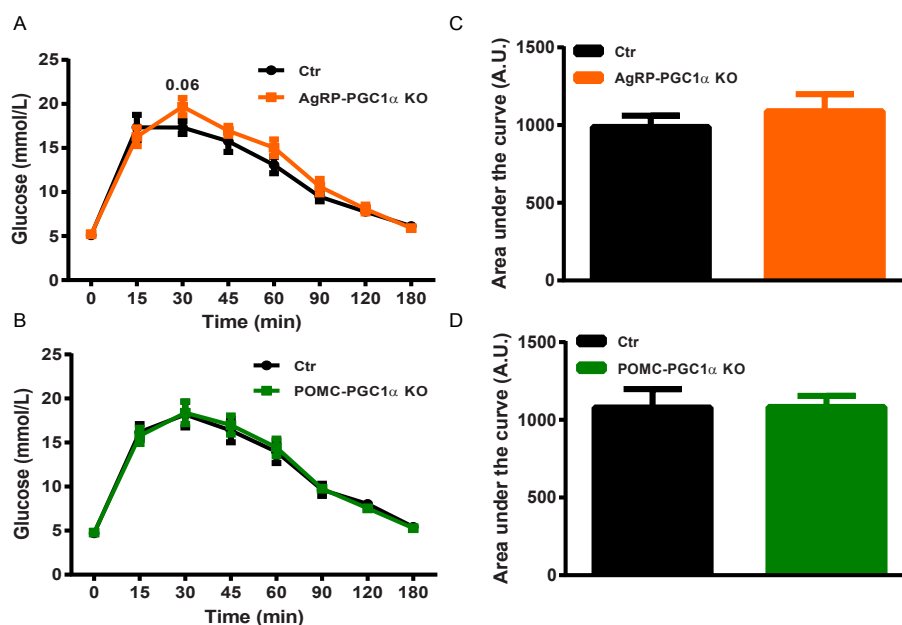 A
Glucose (mmol/L)
25
20
15
10
5
0
0.06
Ctr
AgRP-PGC1α KO
0 15 30 45 60 90 120 180
Time (min)
C
Area under the curve (A.U.)
1500
1000
500
0
Ctr
AgRP-PGC1α KO
B
Glucose (mmol/L)
25
20
15
10
5
0
Ctr
POMC-PGC1α KO
0 15 30 45 60 90 120 180
Time (min)
D
Area under the curve (A.U.)
1500
1000
500
0
Ctr
POMC-PGC1α KO